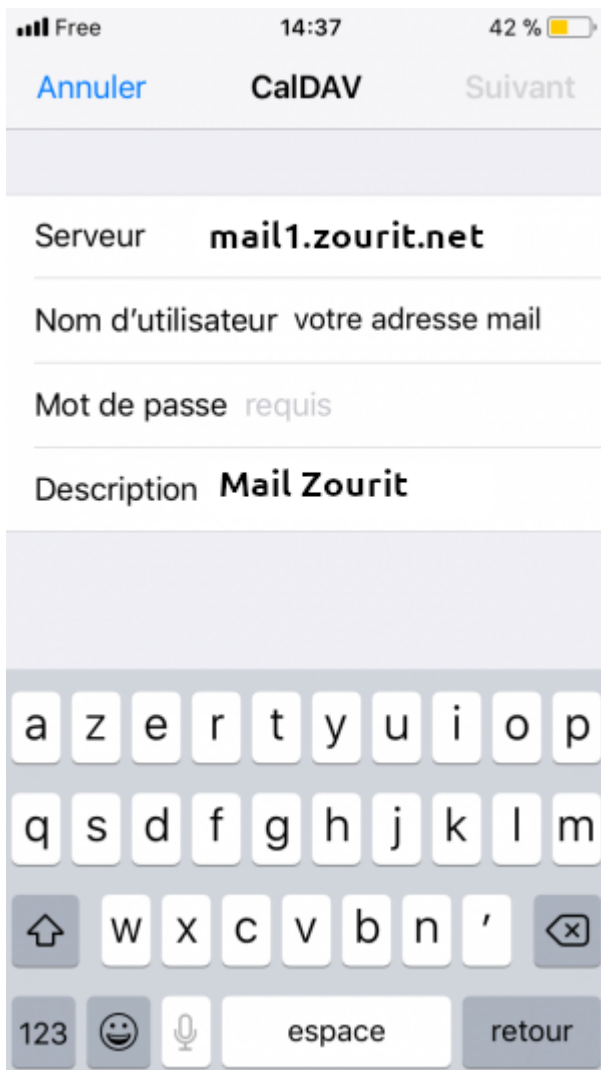 Free 14:37 42 %
Annuler CalDAV Suivant
Serveur mail1.zourit.net
Nom d'utilisateur votre adresse mail
Mot de passe requis
Description Mail Zourit
a z e r t y u i o p
q s d f g h j k l m
w x c v b n ′
123 espace retour